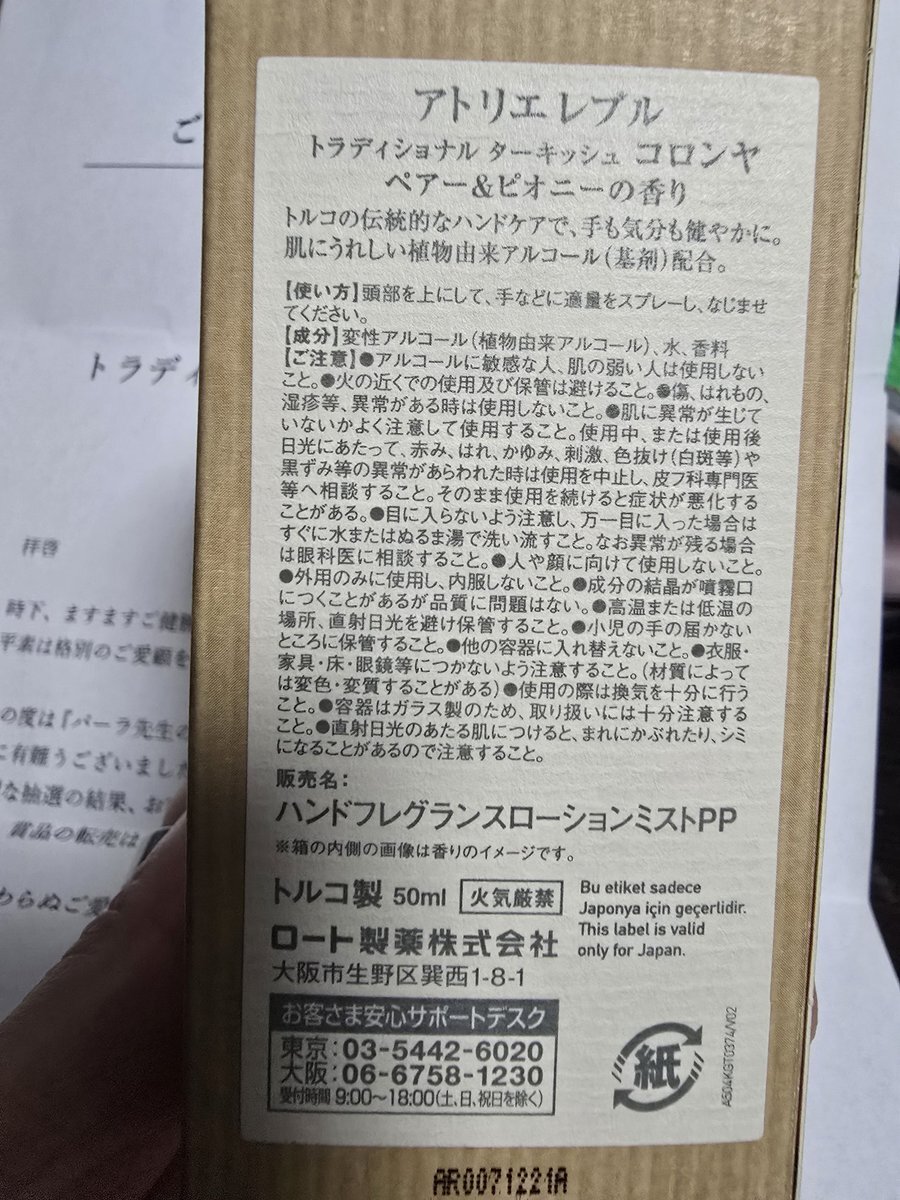 アトリエ レブル
トラディショナル ターキッシュ コロンヤ
ペアー&ピオニーの香り
トルコの伝統的なハンドケアで、手も気分も健やかに。
肌にうれしい植物由来アルコール(基剤)配合。
【使い方】頭部を上にして、手などに適量をスプレーし、なじませ
てください。
【成分】変性アルコール(植物由来アルコール)、水、香料
【ご注意】●アルコールに敏感な人、肌の弱い人は使用しない
こと。●火の近くでの使用及び保管は避けること。●傷、はれもの、
湿疹等、異常がある時は使用しないこと。●肌に異常が生じて
いないかよく注意して使用すること。使用中、または使用後
日光にあたって、赤み、はれ、かゆみ、刺激、色抜け(白斑等)や
黒ずみ等の異常があらわれた時は使用を中止し、皮フ科専門医
等へ相談すること。そのまま使用を続けると症状が悪化する
ことがある。●目に入らないよう注意し、万一目に入った場合は
すぐに水またはぬるま湯で洗い流すこと。なお異常が残る場合
は眼科医に相談すること。●人や顔に向けて使用しないこと。
●外用のみに使用し、内服しないこと。●成分の結晶が噴霧口
につくことがあるが品質に問題はない。●高温または低温の
場所、直射日光を避け保管すること。●小児の手の届かない
ところに保管すること。●他の容器に入れ替えないこと。●衣服・
家具・床・眼鏡等につかないよう注意すること。(材質によって
は変色・変質することがある)●使用の際は換気を十分に行う
こと。●容器はガラス製のため、取り扱いには十分注意する
こと。●直射日光のあたる肌につけると、まれにかぶれたり、シミ
になることがあるので注意すること。
販売名:
ハンドフレグランスローションミストPP
※箱の内側の画像は香りのイメージです。
トルコ製 50ml 火気厳禁
Bu etiket sadece
Japonya için geçerlidir.
This label is valid
only for Japan.
ロート製薬株式会社
大阪市生野区巽西1-8-1
お客さま安心サポートデスク
東京:03-5442-6020
大阪:06-6758-1230
受付時間 9:00〜18:00(土、日、祝日を除く)
紙
A504KGT0374/V02
AR0071221A
ご
トラディ
拝啓
時下、ますますご健
平素は格別のご愛顧を
の度は『パーラ先生の
に有難うございまし
な抽選の結果、お
賞品の転売は
わらぬご愛